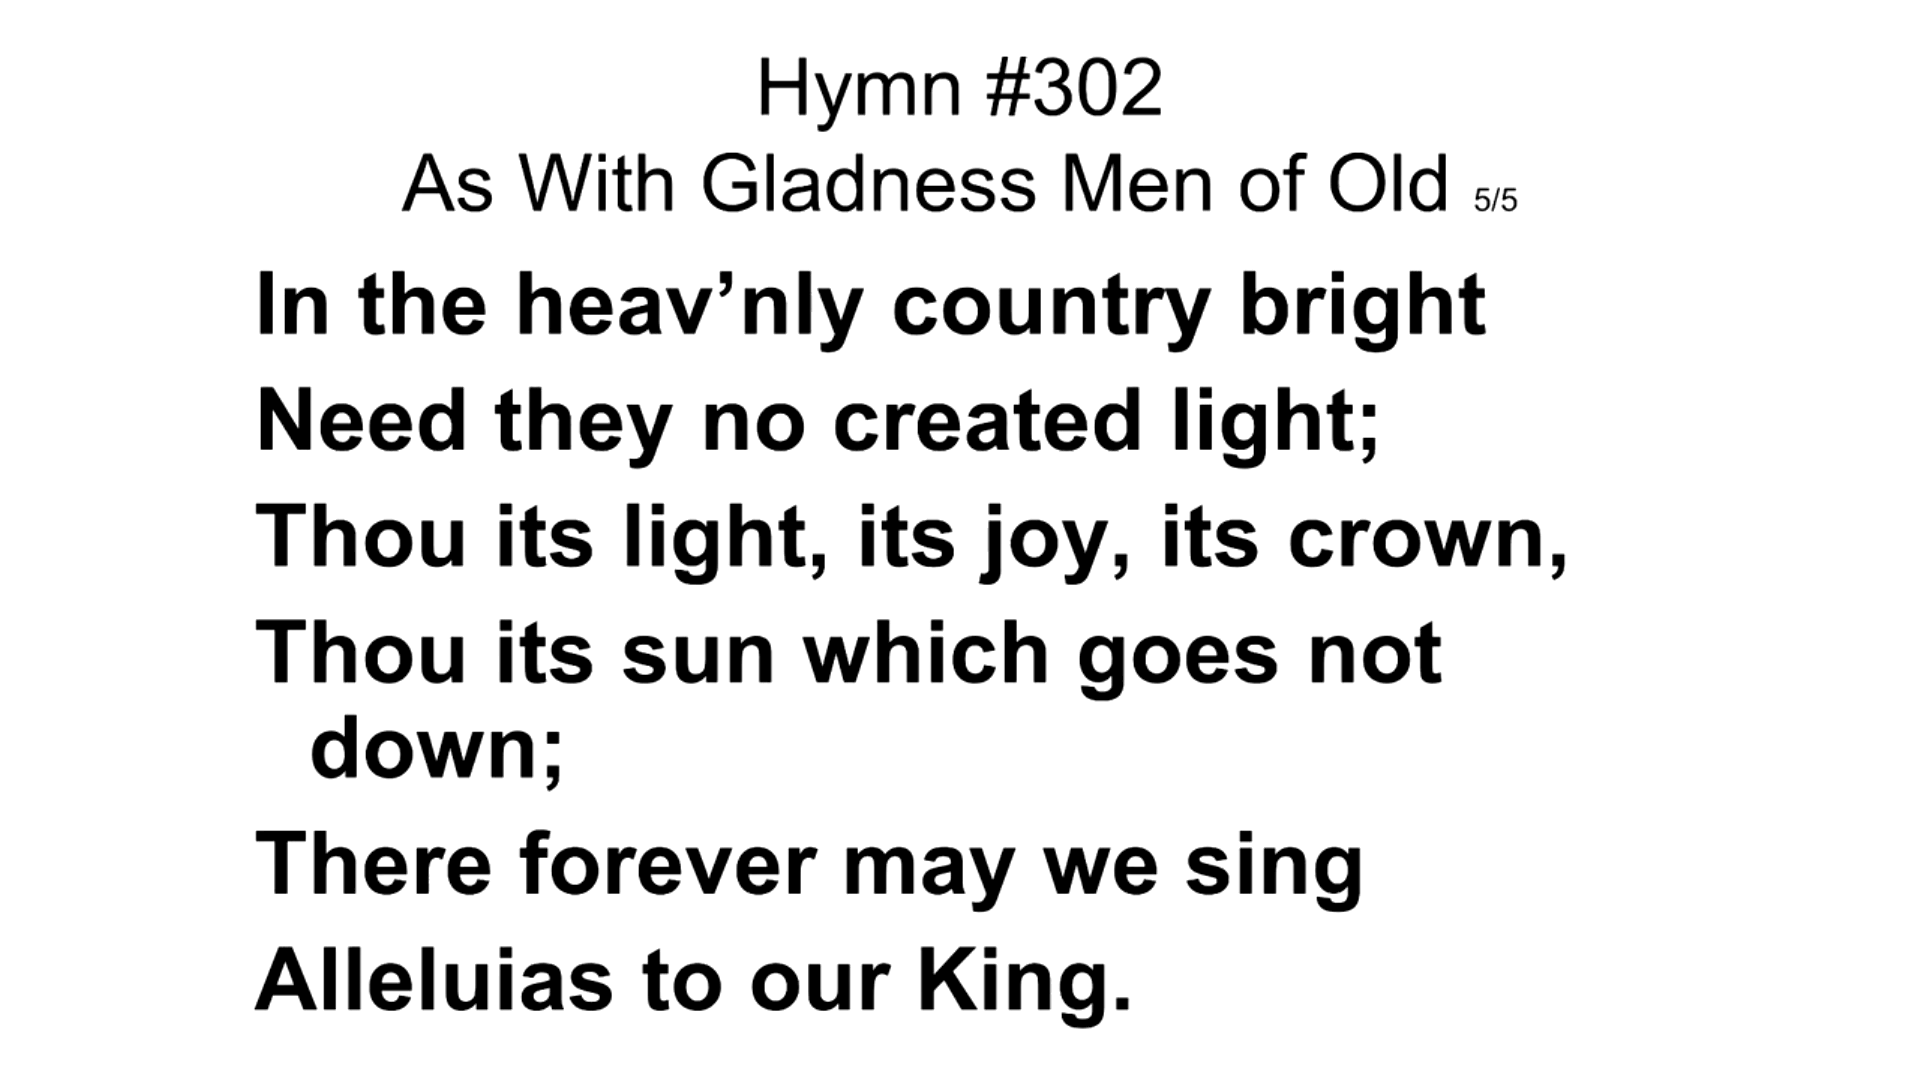 Hymn #302
As With Gladness Men of Old 5/5
In the heav’nly country bright
Need they no created light;
Thou its light, its joy, its crown,
Thou its sun which goes not
down;
There forever may we sing
Alleluias to our King.